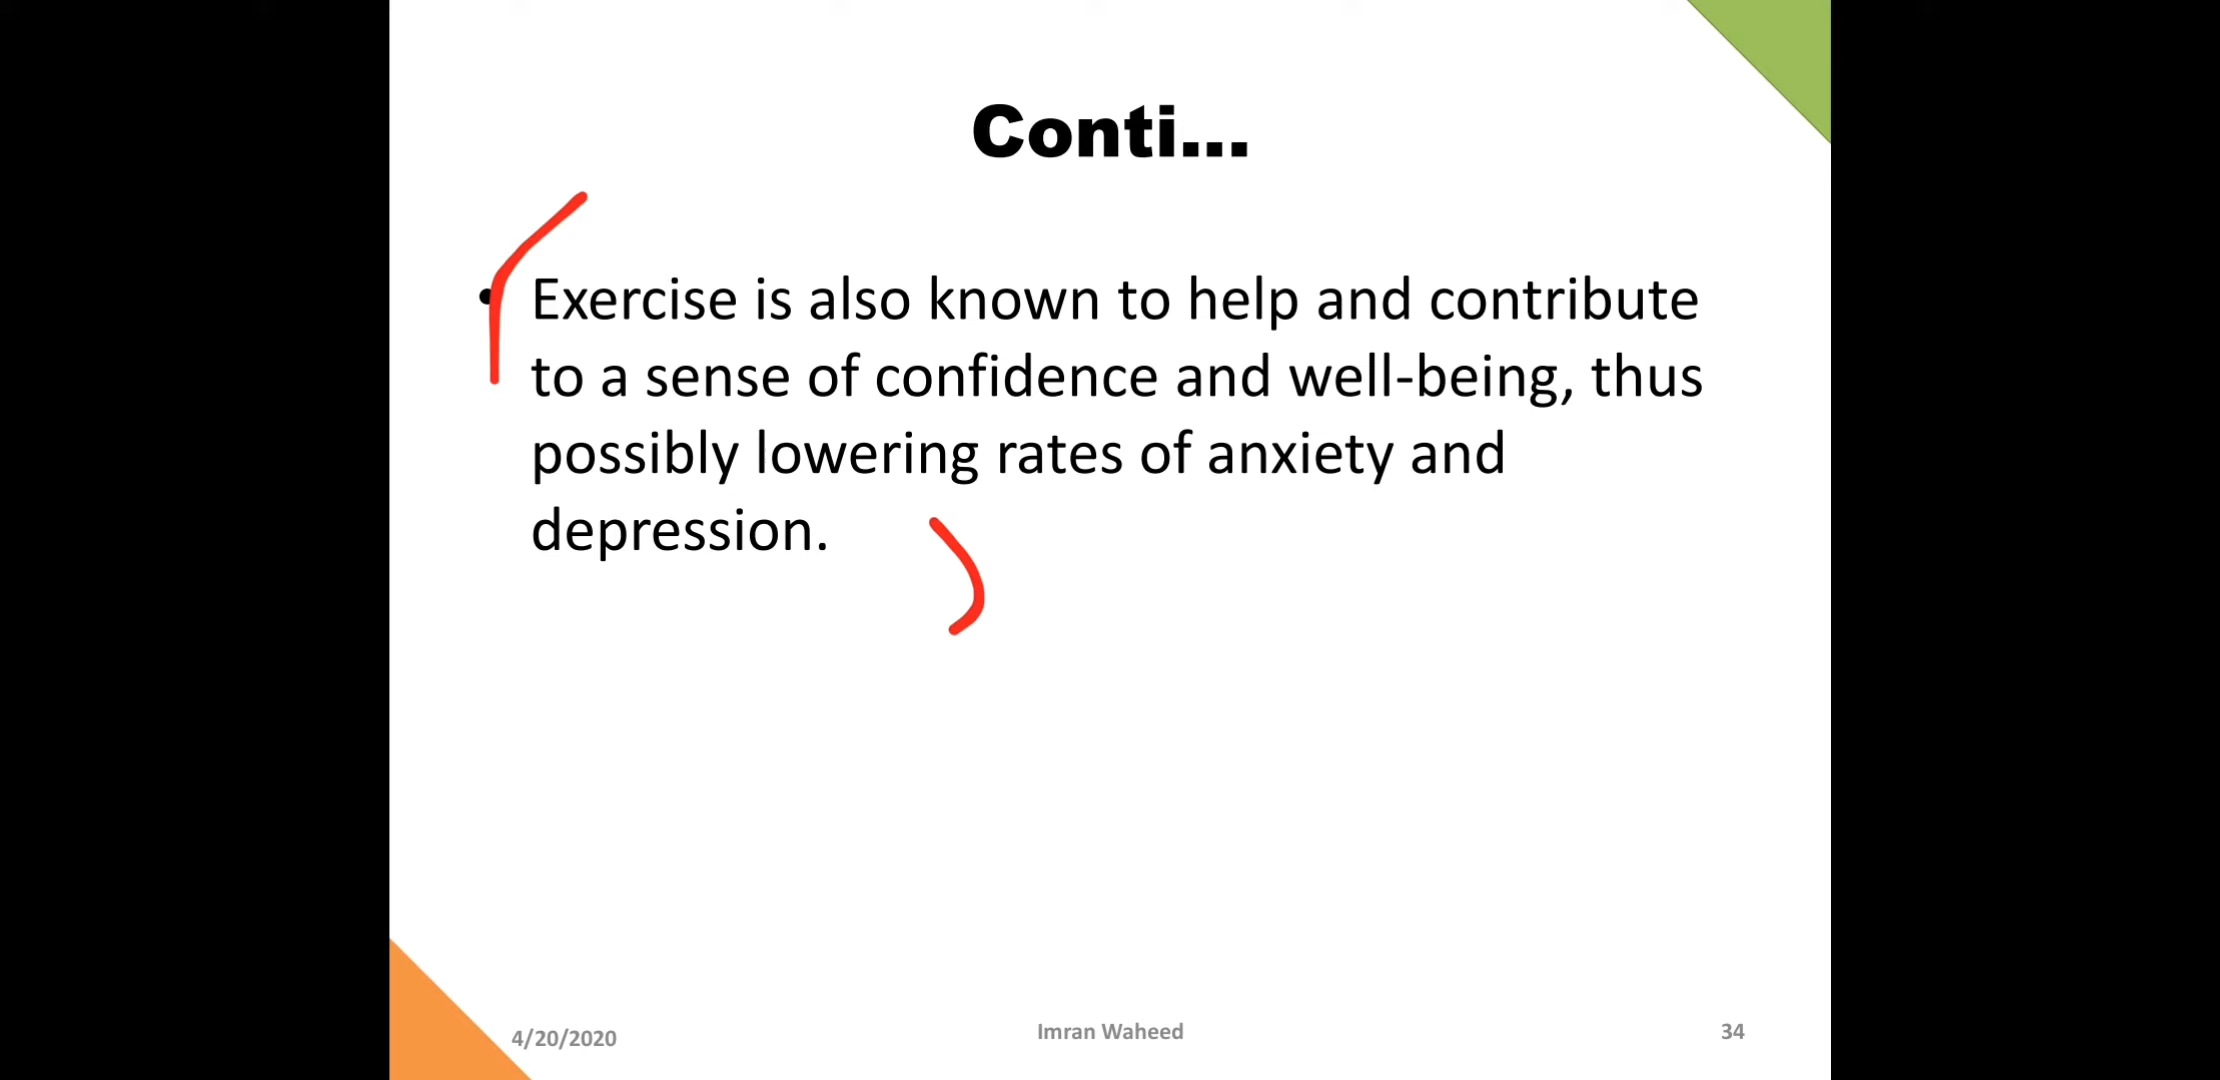 Conti...
• Exercise is also known to help and contribute
to a sense of confidence and well-being, thus
possibly lowering rates of anxiety and
depression.
4/20/2020
Imran Waheed
34